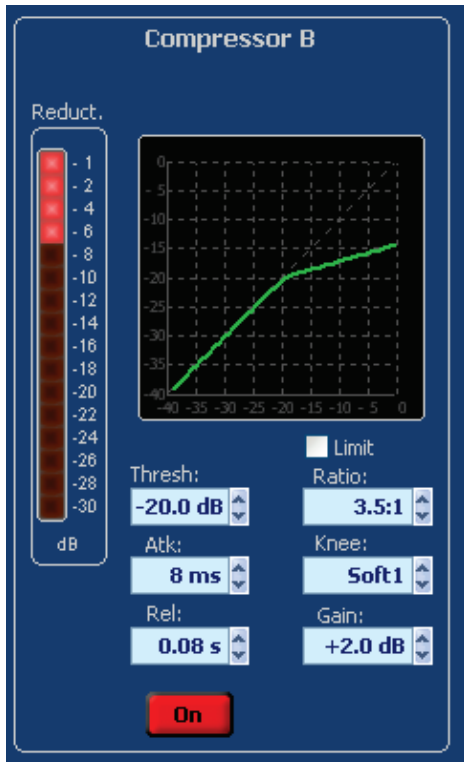 Compressor B
Reduct.
- 1
- 2
- 4
- 6
- 8
-10
-12
-14
-16
-18
-20
-22
-24
-26
-28
-30
dB
0
- 5
-10
-15
-20
-25
-30
-35
-40
-40 -35 -30 -25 -20 -15 -10 - 5 0
Limit
Thresh: Ratio:
-20.0 dB 3.5:1
Atk: Knee:
8 ms Soft1
Rel: Gain:
0.08 s +2.0 dB
On